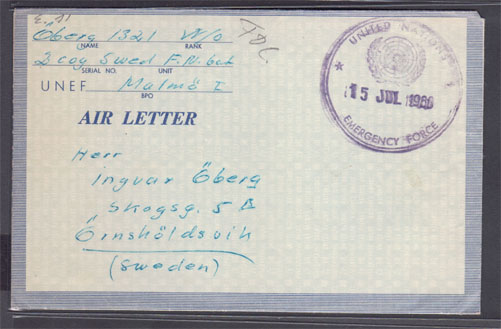 Öberg 1321 W/o
NAME RANK
2 coy Swed F.N. bat
SERIAL NO. UNIT
UNEF Malmö I
BPO
UNITED NATIONS
15 JUL 1960
EMERGENCY FORCE
AIR LETTER
Herr
Ingvar Öberg
Skogsg. 5 A
Örnsköldsvik
(Sweden)